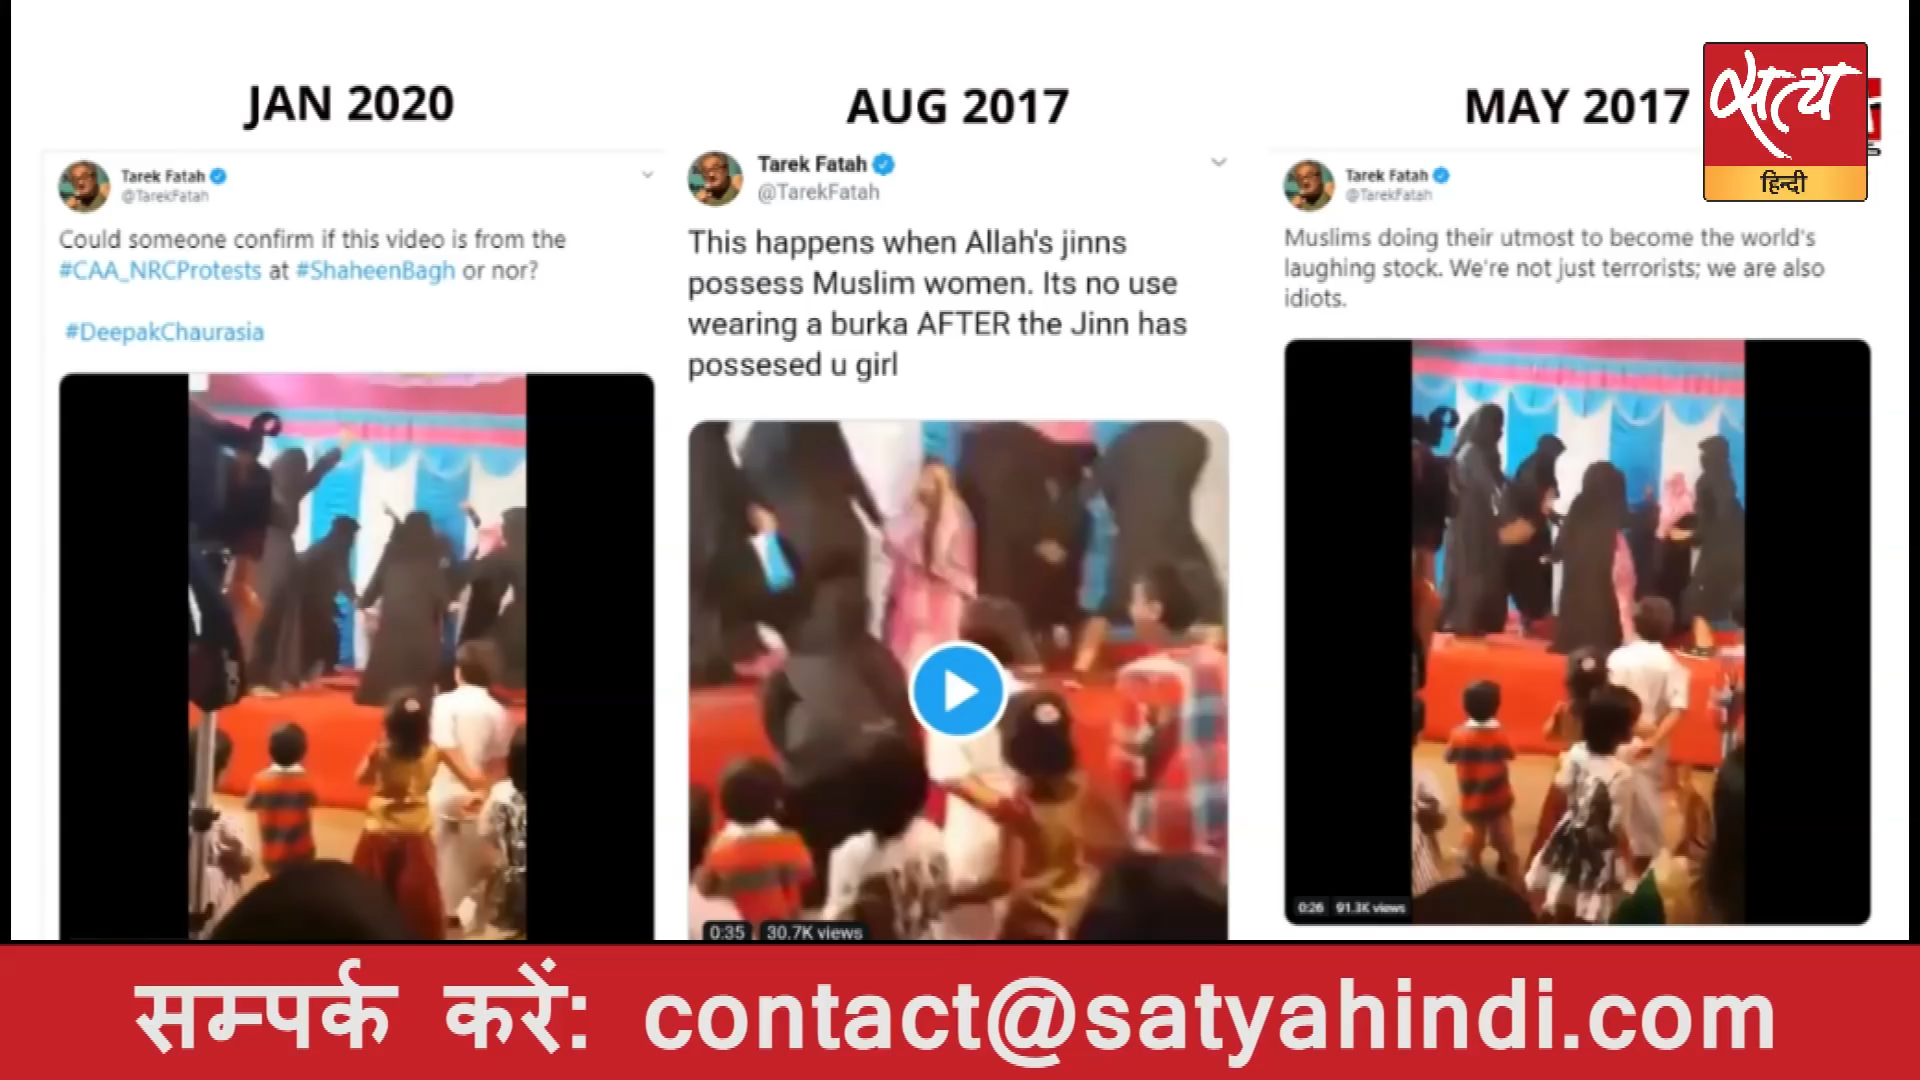 JAN 2020
Tarek Fatah
@TarekFatah
Could someone confirm if this video is from the
#CAA_NRCProtests at #ShaheenBagh or nor?
#DeepakChaurasia
AUG 2017
Tarek Fatah
@TarekFatah
This happens when Allah's jinns
possess Muslim women. Its no use
wearing a burka AFTER the Jinn has
possesed u girl
0:35 30.7K views
MAY 2017
Tarek Fatah
@TarekFatah
Muslims doing their utmost to become the world's
laughing stock. We're not just terrorists; we are also
idiots.
0:26 91.3K views
सत्य
हिन्दी
सम्पर्क करें: contact@satyahindi.com